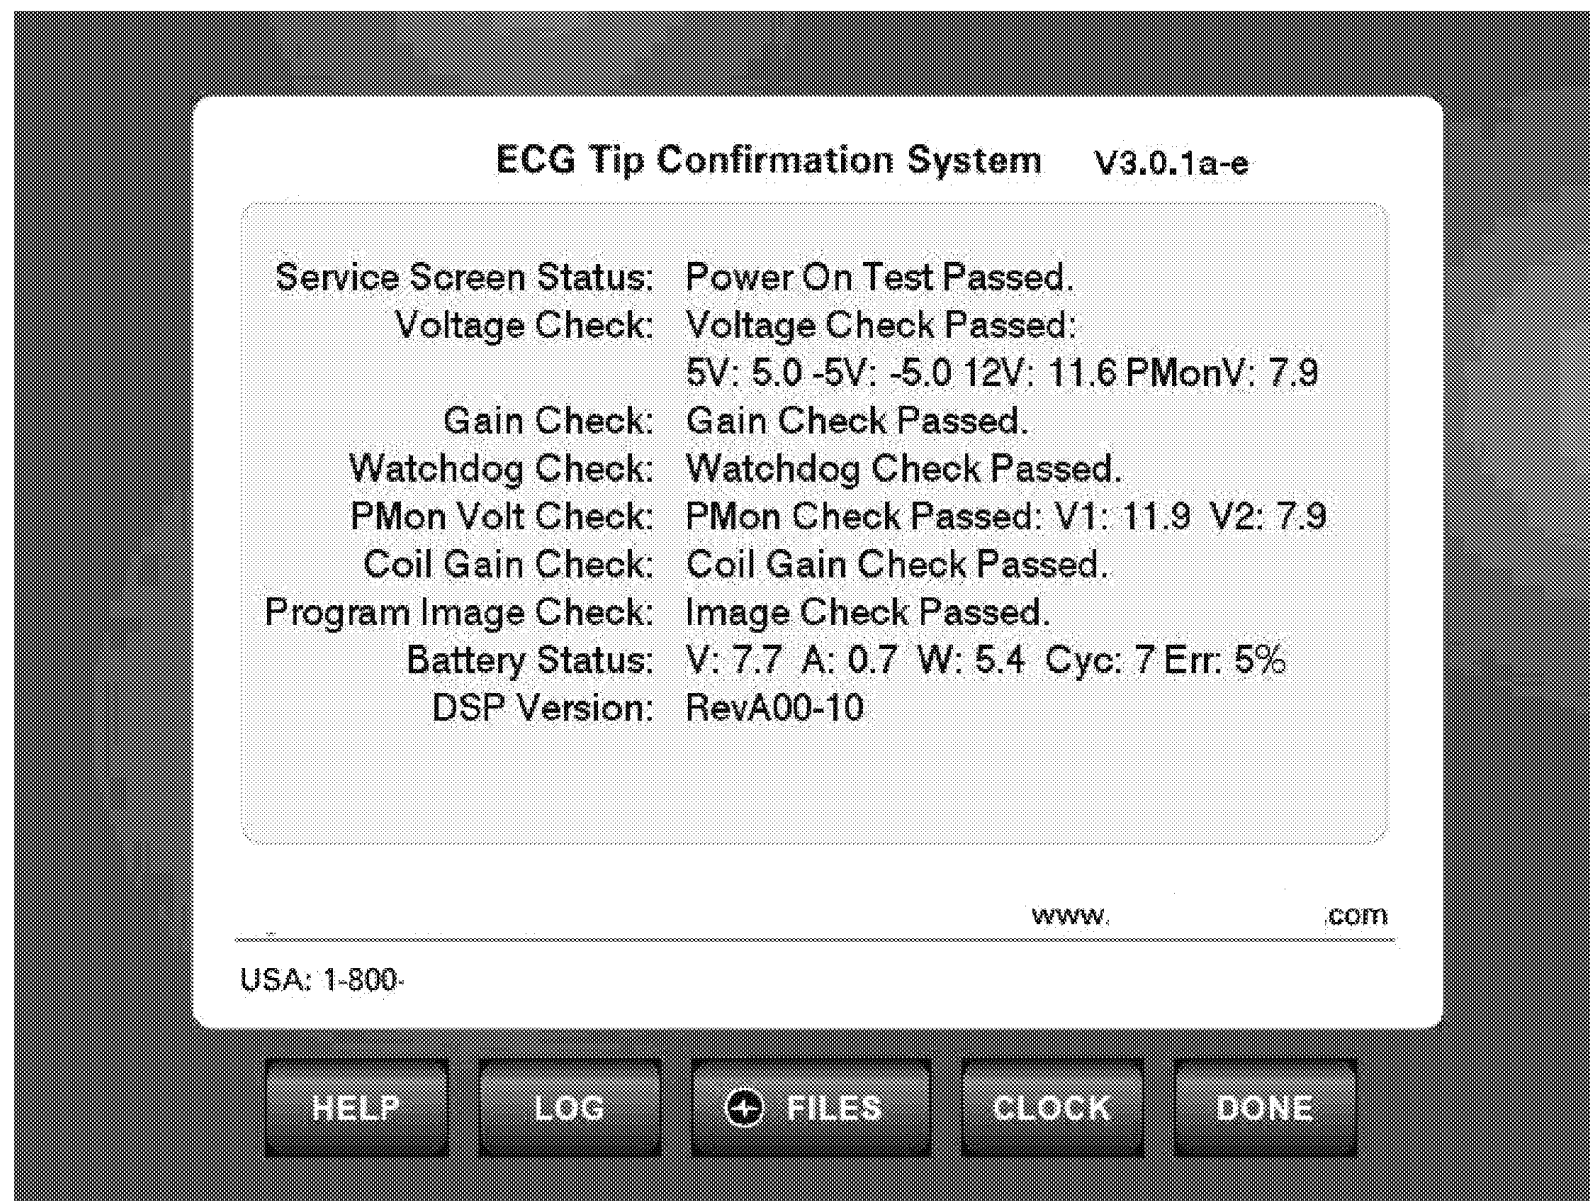 ECG Tip Confirmation System V3.0.1a-e
Service Screen Status: Power On Test Passed.
Voltage Check: Voltage Check Passed:
5V: 5.0 -5V: -5.0 12V: 11.6 PMonV: 7.9
Gain Check: Gain Check Passed.
Watchdog Check: Watchdog Check Passed.
PMon Volt Check: PMon Check Passed: V1: 11.9 V2: 7.9
Coil Gain Check: Coil Gain Check Passed.
Program Image Check: Image Check Passed.
Battery Status: V: 7.7 A: 0.7 W: 5.4 Cyc: 7 Err: 5%
DSP Version: RevA00-10
www. .com
USA: 1-800-
HELP LOG FILES CLOCK DONE